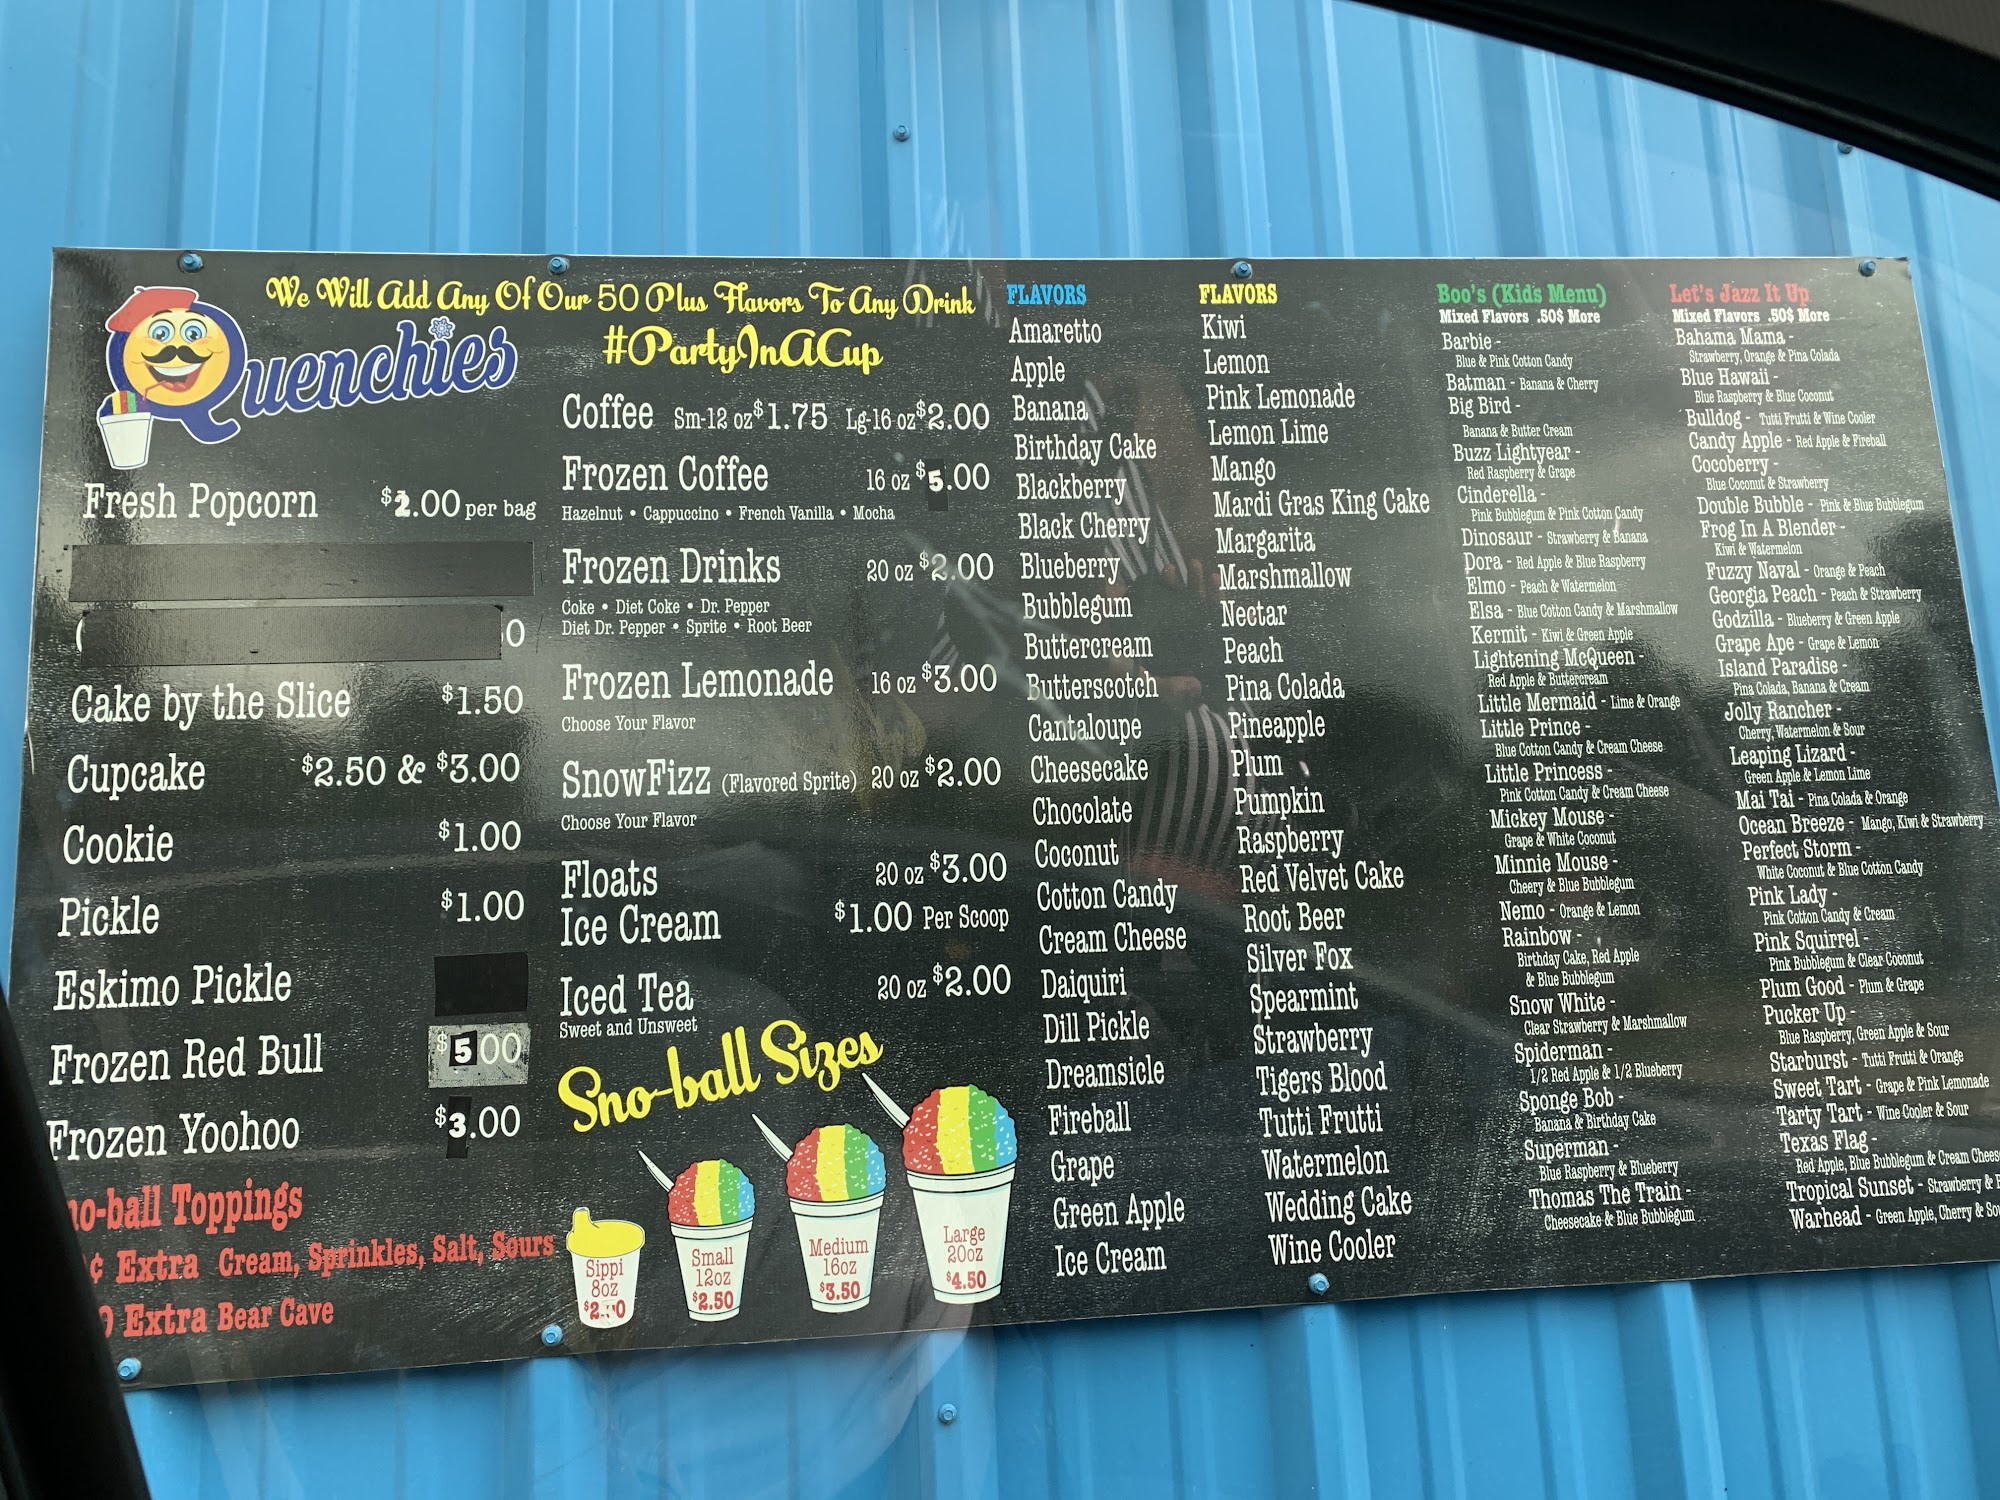 We Will Add Any Of Our 50 Plus Flavors To Any Drink
#PartyInACup
Quenchies
Fresh Popcorn $2.00 per bag
0
Cake by the Slice $1.50
Cupcake $2.50 & $3.00
Cookie $1.00
Pickle $1.00
Eskimo Pickle
Frozen Red Bull $5.00
Frozen Yoohoo $3.00
no-ball Toppings
¢ Extra Cream, Sprinkles, Salt, Sours
0 Extra Bear Cave
Coffee Sm-12 oz $1.75 Lg-16 oz $2.00
Frozen Coffee 16 oz $5.00
Hazelnut • Cappuccino • French Vanilla • Mocha
Frozen Drinks 20 oz $2.00
Coke • Diet Coke • Dr. Pepper
Diet Dr. Pepper • Sprite • Root Beer
Frozen Lemonade 16 oz $3.00
Choose Your Flavor
SnowFizz (Flavored Sprite) 20 oz $2.00
Choose Your Flavor
Floats 20 oz $3.00
Ice Cream $1.00 Per Scoop
Iced Tea 20 oz $2.00
Sweet and Unsweet
Sno-ball Sizes
Sippi
8oz
Small
12oz
$2.50
Medium
16oz
$3.50
Large
20oz
$4.50
FLAVORS
Amaretto
Apple
Banana
Birthday Cake
Blackberry
Black Cherry
Blueberry
Bubblegum
Buttercream
Butterscotch
Cantaloupe
Cheesecake
Chocolate
Coconut
Cotton Candy
Cream Cheese
Daiquiri
Dill Pickle
Dreamsicle
Fireball
Grape
Green Apple
Ice Cream
FLAVORS
Kiwi
Lemon
Pink Lemonade
Lemon Lime
Mango
Mardi Gras King Cake
Margarita
Marshmallow
Nectar
Peach
Pina Colada
Pineapple
Plum
Pumpkin
Raspberry
Red Velvet Cake
Root Beer
Silver Fox
Spearmint
Strawberry
Tigers Blood
Tutti Frutti
Watermelon
Wedding Cake
Wine Cooler
Boo's (Kids Menu)
Mixed Flavors .50$ More
Barbie -
Blue & Pink Cotton Candy
Batman - Banana & Cherry
Big Bird -
Banana & Butter Cream
Buzz Lightyear -
Red Raspberry & Grape
Cinderella -
Pink Bubblegum & Pink Cotton Candy
Dinosaur - Strawberry & Banana
Dora - Red Apple & Blue Raspberry
Elmo - Peach & Watermelon
Elsa - Blue Cotton Candy & Marshmallow
Kermit - Kiwi & Green Apple
Lightening McQueen -
Red Apple & Buttercream
Little Mermaid - Lime & Orange
Little Prince -
Blue Cotton Candy & Cream Cheese
Little Princess -
Pink Cotton Candy & Cream Cheese
Mickey Mouse -
Grape & White Coconut
Minnie Mouse -
Cheery & Blue Bubblegum
Nemo - Orange & Lemon
Rainbow -
Birthday Cake, Red Apple
& Blue Bubblegum
Snow White -
Clear Strawberry & Marshmallow
Spiderman -
1/2 Red Apple & 1/2 Blueberry
Sponge Bob -
Banana & Birthday Cake
Superman -
Blue Raspberry & Blueberry
Thomas The Train -
Cheesecake & Blue Bubblegum
Let's Jazz It Up
Mixed Flavors .50$ More
Bahama Mama -
Strawberry, Orange & Pina Colada
Blue Hawaii -
Blue Raspberry & Blue Coconut
Bulldog - Tutti Frutti & Wine Cooler
Candy Apple - Red Apple & Fireball
Cocoberry -
Blue Coconut & Strawberry
Double Bubble - Pink & Blue Bubblegum
Frog In A Blender -
Kiwi & Watermelon
Fuzzy Naval - Orange & Peach
Georgia Peach - Peach & Strawberry
Godzilla - Blueberry & Green Apple
Grape Ape - Grape & Lemon
Island Paradise -
Pina Colada, Banana & Cream
Jolly Rancher -
Cherry, Watermelon & Sour
Leaping Lizard -
Green Apple & Lemon Lime
Mai Tai - Pina Colada & Orange
Ocean Breeze - Mango, Kiwi & Strawberry
Perfect Storm -
White Coconut & Blue Cotton Candy
Pink Lady -
Pink Cotton Candy & Cream
Pink Squirrel -
Pink Bubblegum & Clear Coconut
Plum Good - Plum & Grape
Pucker Up -
Blue Raspberry, Green Apple & Sour
Starburst - Tutti Frutti & Orange
Sweet Tart - Grape & Pink Lemonade
Tarty Tart - Wine Cooler & Sour
Texas Flag -
Red Apple, Blue Bubblegum & Cream Chees
Tropical Sunset - Strawberry &
Warhead - Green Apple, Cherry & So